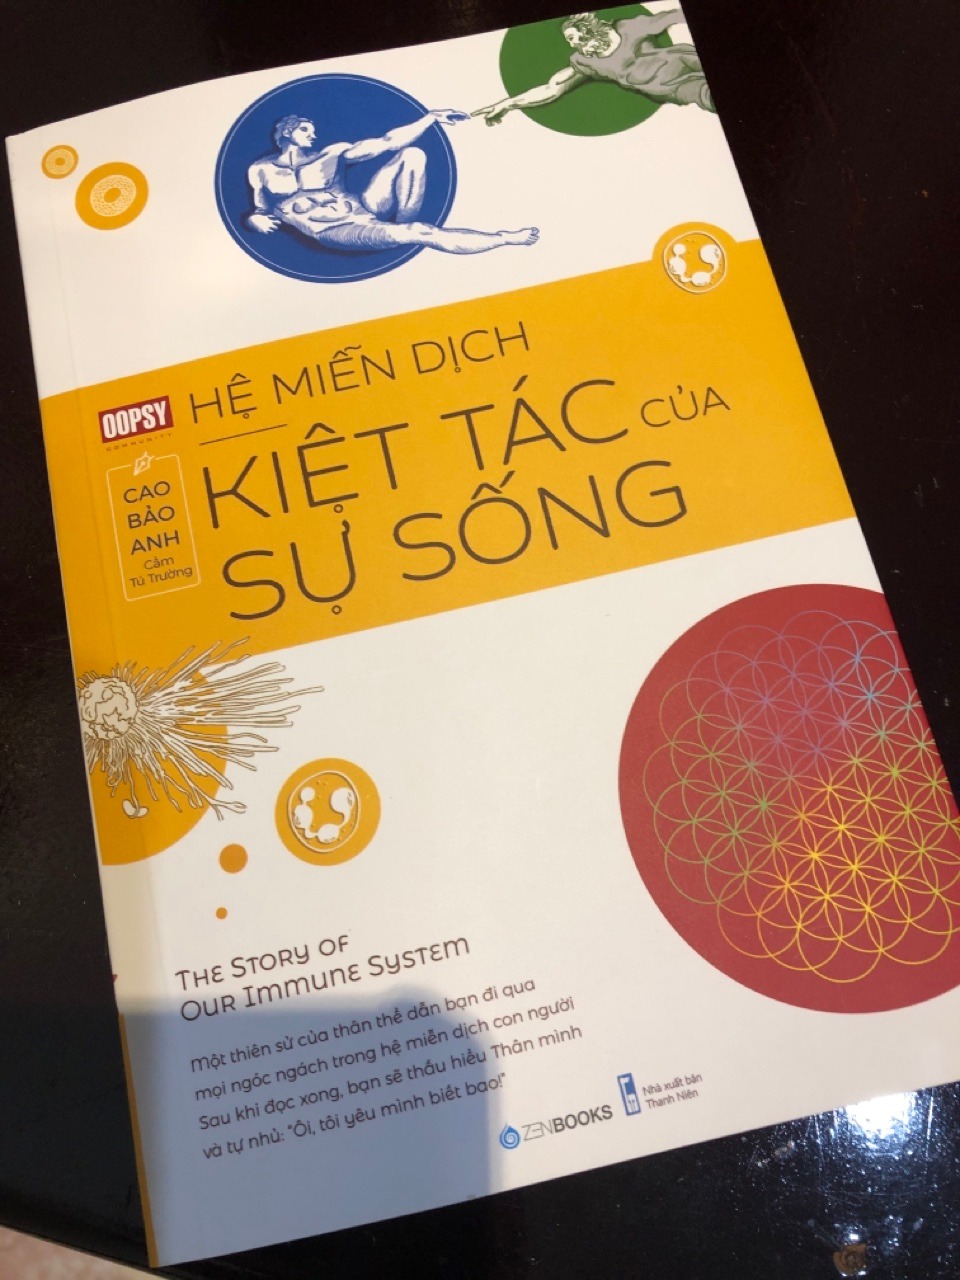 HỆ MIỄN DỊCH
OOPSY
COMMUNITY
KIỆT TÁC CỦA
SỰ SỐNG
CAO
BẢO
ANH
Cầm
Tú Trường
THE STORY OF
OUR IMMUNE SYSTEM
Một thiên sử của thân thể dẫn bạn đi qua
mọi ngóc ngách trong hệ miễn dịch con người
Sau khi đọc xong, bạn sẽ thấu hiểu Thân mình
và tự nhủ: "Ôi, tôi yêu mình biết bao!"
ZENBOOKS
Nhà xuất bản
Thanh Niên